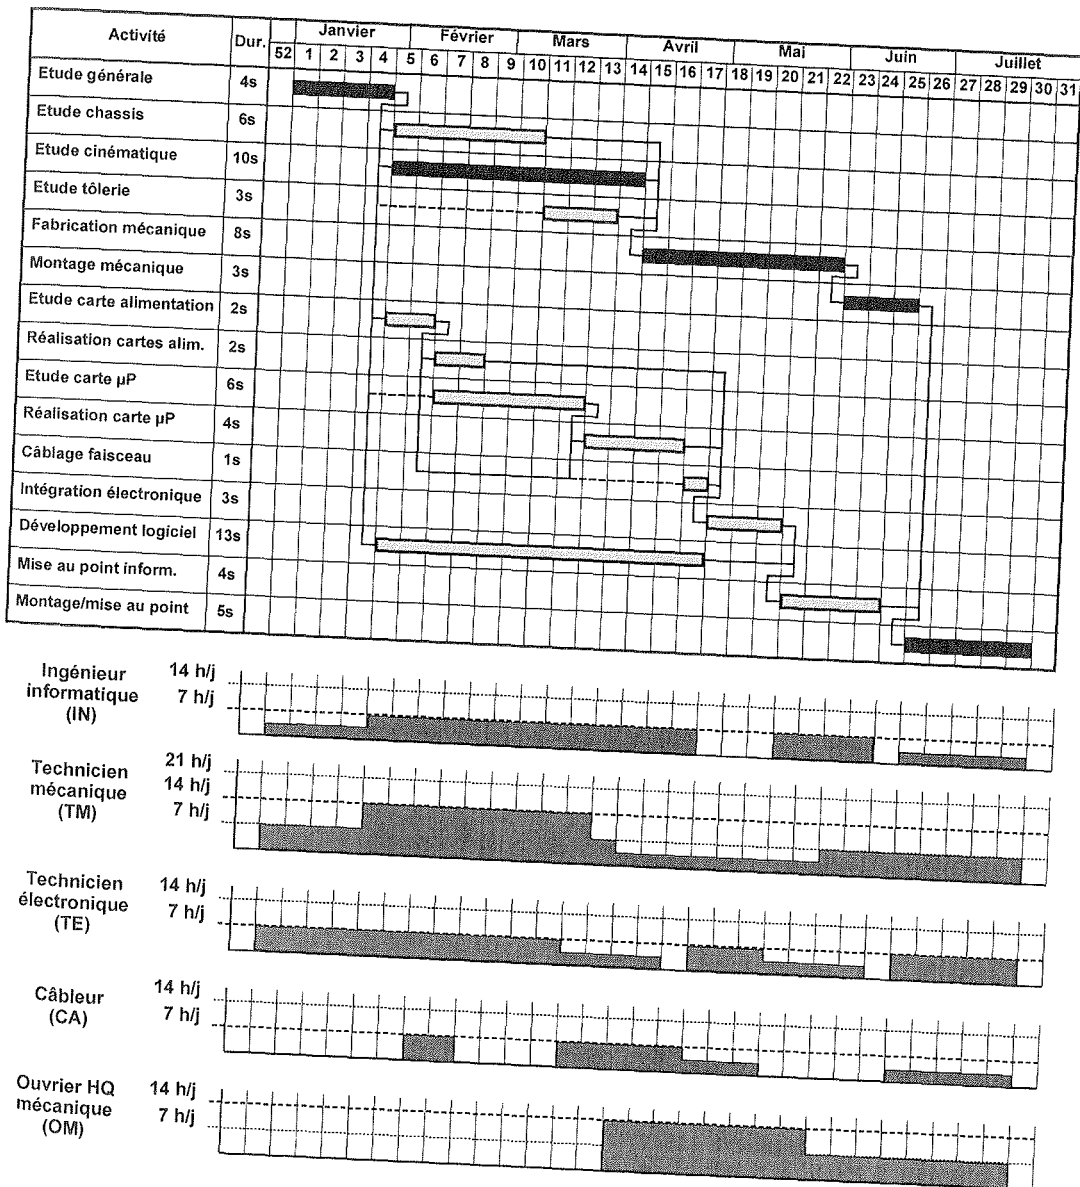 Activité Dur. Janvier Février Mars Avril Mai Juin Juillet
52 1 2 3 4 5 6 7 8 9 10 11 12 13 14 15 16 17 18 19 20 21 22 23 24 25 26 27 28 29 30 31
Etude générale 4s
Etude chassis 6s
Etude cinématique 10s
Etude tôlerie 3s
Fabrication mécanique 8s
Montage mécanique 3s
Etude carte alimentation 2s
Réalisation cartes alim. 2s
Etude carte µP 6s
Réalisation carte µP 4s
Câblage faisceau 1s
Intégration électronique 3s
Développement logiciel 13s
Mise au point inform. 4s
Montage/mise au point 5s
Ingénieur 14 h/j
informatique 7 h/j
(IN)
21 h/j
Technicien 14 h/j
mécanique 7 h/j
(TM)
Technicien 14 h/j
électronique 7 h/j
(TE)
Câbleur 14 h/j
(CA) 7 h/j
Ouvrier HQ 14 h/j
mécanique 7 h/j
(OM)